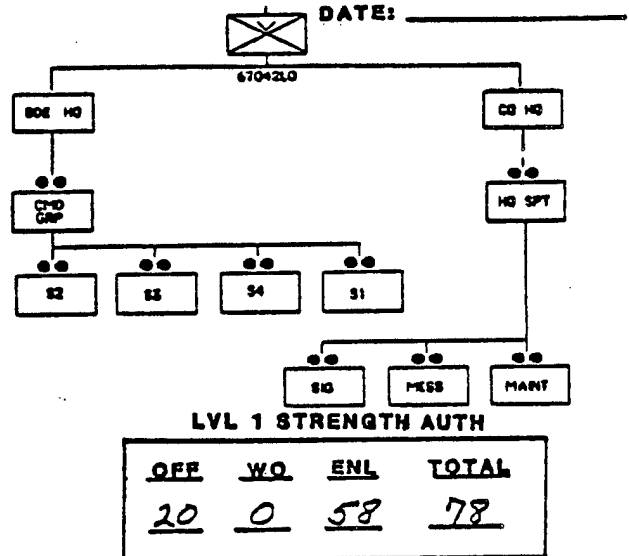 DATE:
67042L0
BDE HQ
CO HQ
CMD
GRP
HQ SPT
S2
S3
S4
S1
SIG
MESS
MAINT
LVL 1 STRENGTH AUTH
OFF WO ENL TOTAL
20 0 58 78